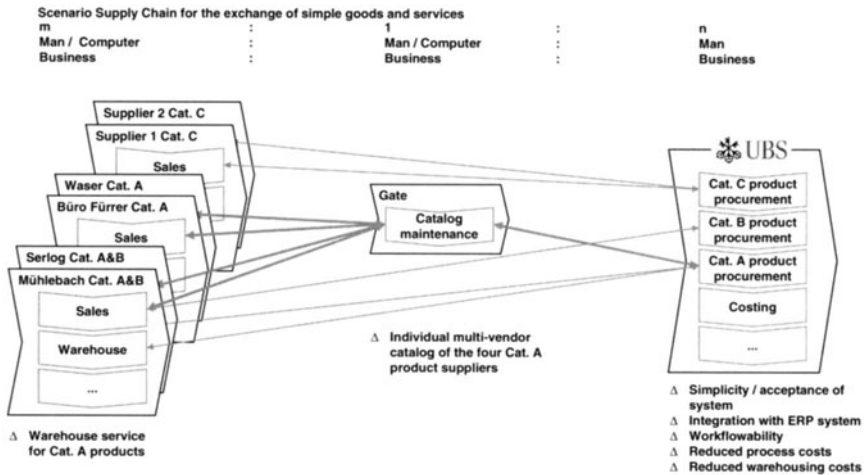 Scenario Supply Chain for the exchange of simple goods and services
m : 1 : n
Man / Computer : Man / Computer : Man
Business : Business : Business
Supplier 2 Cat. C
Supplier 1 Cat. C
Sales
Waser Cat. A
Büro Fürrer Cat. A
Sales
Serlog Cat. A&B
Mühlebach Cat. A&B
Sales
Warehouse
...
Δ Warehouse service
for Cat. A products
Gate
Catalog
maintenance
Δ Individual multi-vendor
catalog of the four Cat. A
product suppliers
UBS
Cat. C product
procurement
Cat. B product
procurement
Cat. A product
procurement
Costing
...
Δ Simplicity / acceptance of
system
Δ Integration with ERP system
Δ Workflowability
Δ Reduced process costs
Δ Reduced warehousing costs